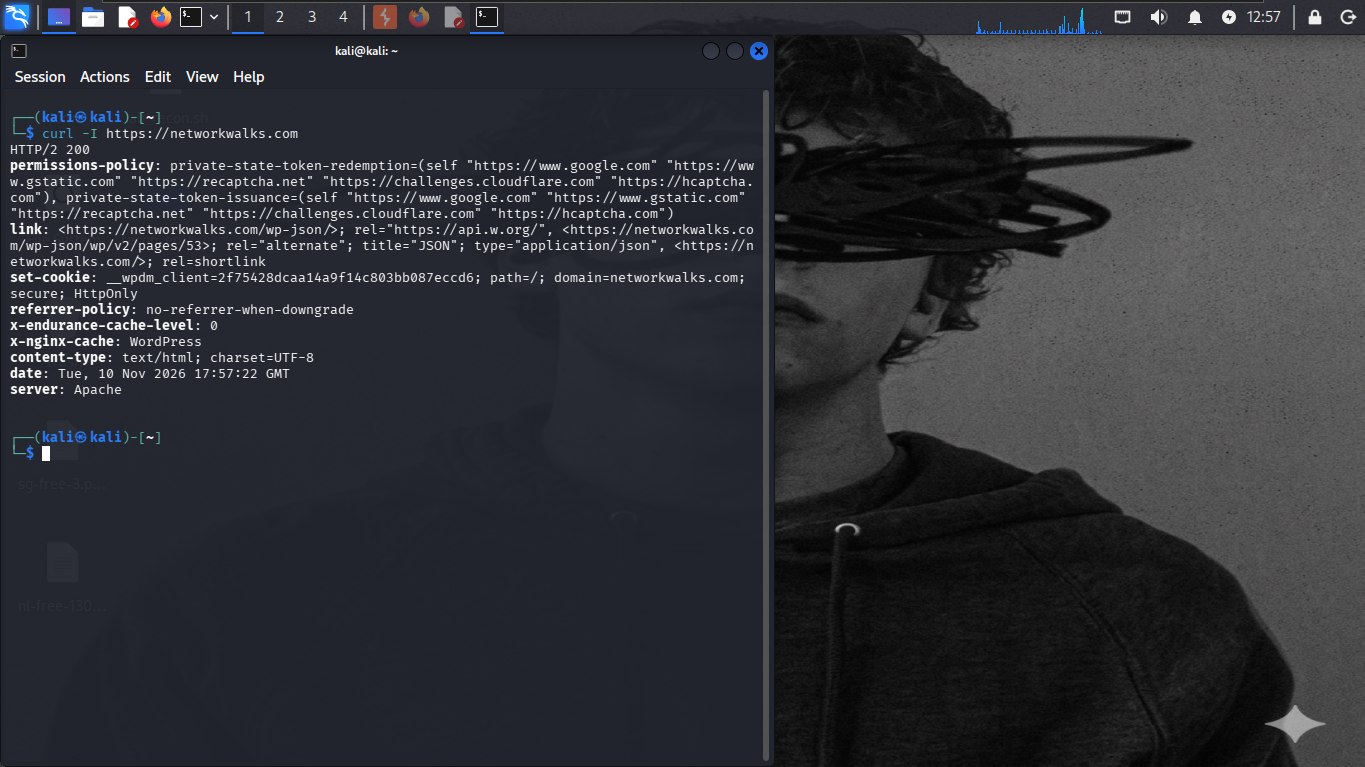 1 2 3 4 12:57
kali@kali: ~
Session Actions Edit View Help
┌──(kali㉿kali)-[~]
└─$ curl -I https://networkwalks.com
HTTP/2 200
permissions-policy: private-state-token-redemption=(self "https://www.google.com" "https://ww
w.gstatic.com" "https://recaptcha.net" "https://challenges.cloudflare.com" "https://hcaptcha.
com"), private-state-token-issuance=(self "https://www.google.com" "https://www.gstatic.com"
"https://recaptcha.net" "https://challenges.cloudflare.com" "https://hcaptcha.com")
link: <https://networkwalks.com/wp-json/>; rel="https://api.w.org/", <https://networkwalks.co
m/wp-json/wp/v2/pages/53>; rel="alternate"; title="JSON"; type="application/json", <https://n
etworkwalks.com/>; rel=shortlink
set-cookie: __wpdm_client=2f75428dcaa14a9f14c803bb087eccd6; path=/; domain=networkwalks.com;
secure; HttpOnly
referrer-policy: no-referrer-when-downgrade
x-endurance-cache-level: 0
x-nginx-cache: WordPress
content-type: text/html; charset=UTF-8
date: Tue, 10 Nov 2026 17:57:22 GMT
server: Apache
┌──(kali㉿kali)-[~]
└─$
sg-free-3.p...
nl-free-130...